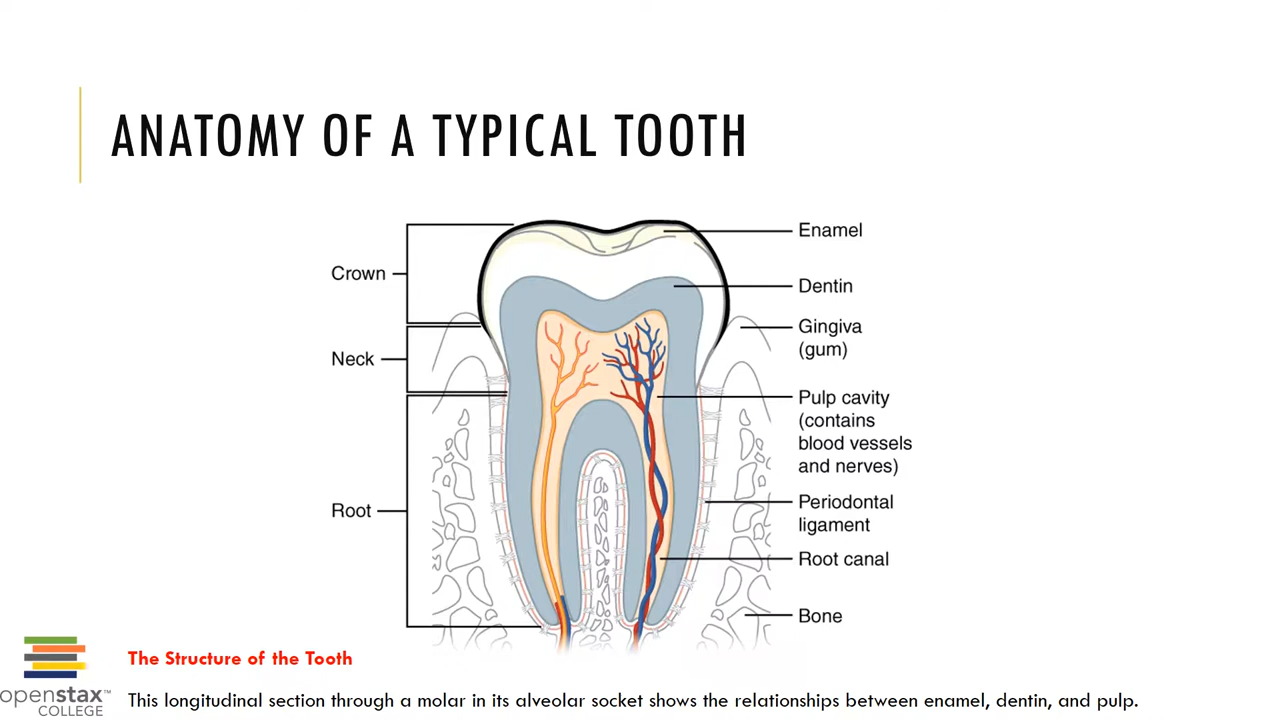 ANATOMY OF A TYPICAL TOOTH
Crown
Neck
Root
Enamel
Dentin
Gingiva
(gum)
Pulp cavity
(contains
blood vessels
and nerves)
Periodontal
ligament
Root canal
Bone
openstax™
COLLEGE
The Structure of the Tooth
This longitudinal section through a molar in its alveolar socket shows the relationships between enamel, dentin, and pulp.